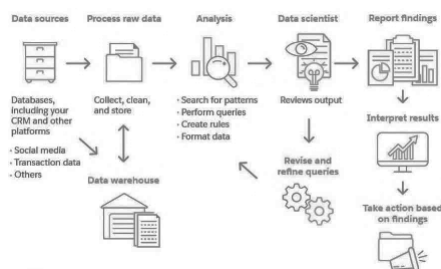 Data sources
Process raw data
Analysis
Data scientist
Report findings
Databases,
including your
CRM and other
platforms
• Social media
• Transaction data
• Others
Collect, clean,
and store
• Search for patterns
• Perform queries
• Create rules
• Format data
Reviews output
Interpret results
Data warehouse
Revise and
refine queries
Take action based
on findings